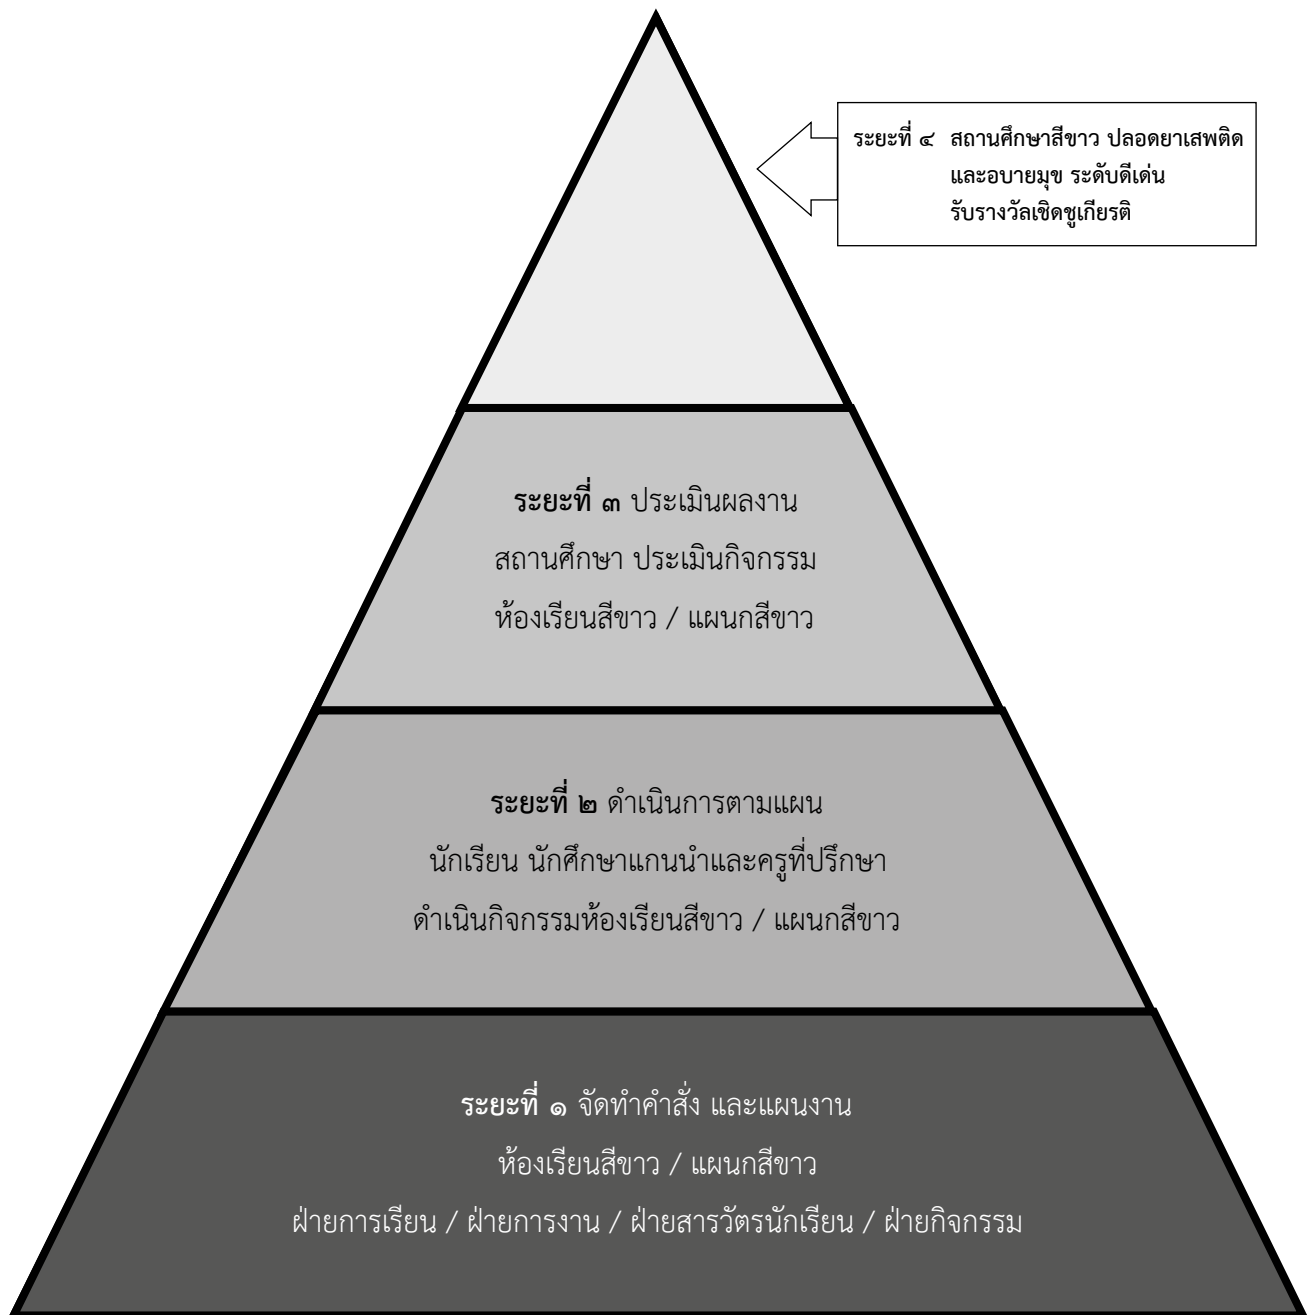 ระยะที่ ๔ สถานศึกษาสีขาว ปลอดยาเสพติด
และอบายมุข ระดับดีเด่น
รับรางวัลเชิดชูเกียรติ
ระยะที่ ๓ ประเมินผลงาน
สถานศึกษา ประเมินกิจกรรม
ห้องเรียนสีขาว / แผนกสีขาว
ระยะที่ ๒ ดำเนินการตามแผน
นักเรียน นักศึกษาแกนนำและครูที่ปรึกษา
ดำเนินกิจกรรมห้องเรียนสีขาว / แผนกสีขาว
ระยะที่ ๑ จัดทำคำสั่ง และแผนงาน
ห้องเรียนสีขาว / แผนกสีขาว
ฝ่ายการเรียน / ฝ่ายการงาน / ฝ่ายสารวัตรนักเรียน / ฝ่ายกิจกรรม